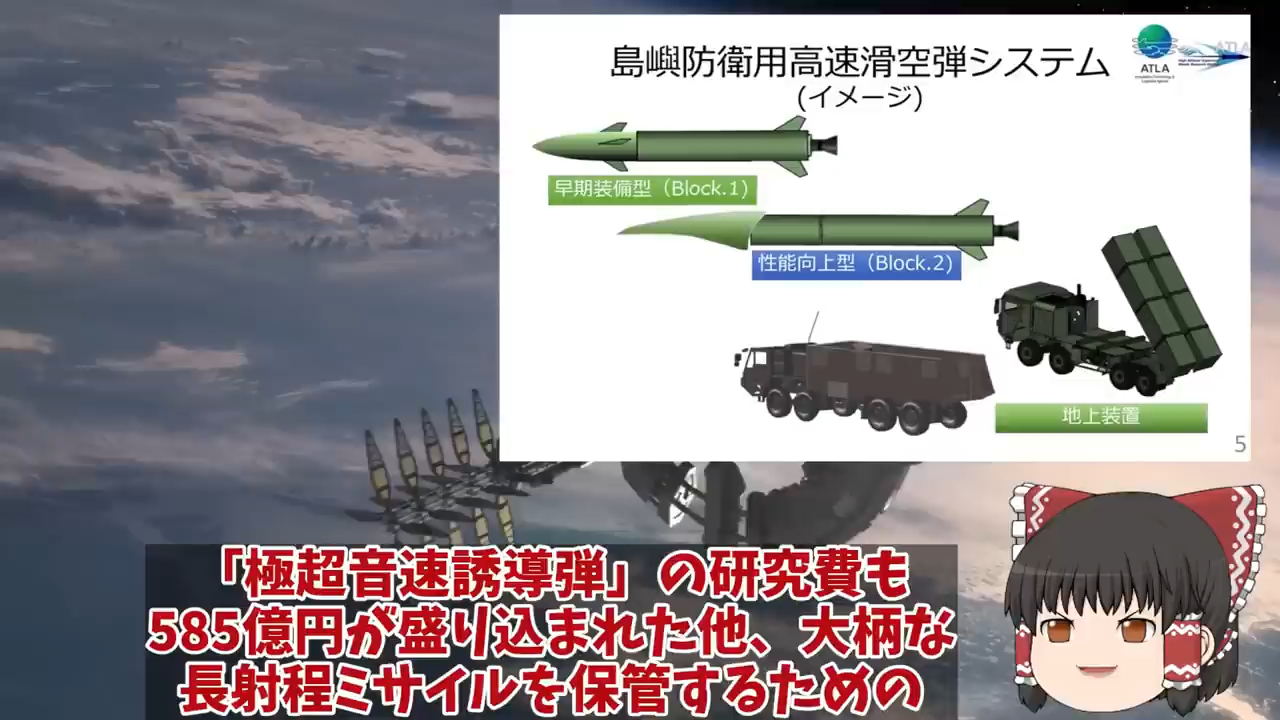 島嶼防衛用高速滑空弾システム
(イメージ)
ATLA
ATLA
早期装備型（Block.1）
性能向上型（Block.2）
地上装置
5
「極超音速誘導弾」の研究費も
585億円が盛り込まれた他、大柄な
長射程ミサイルを保管するための